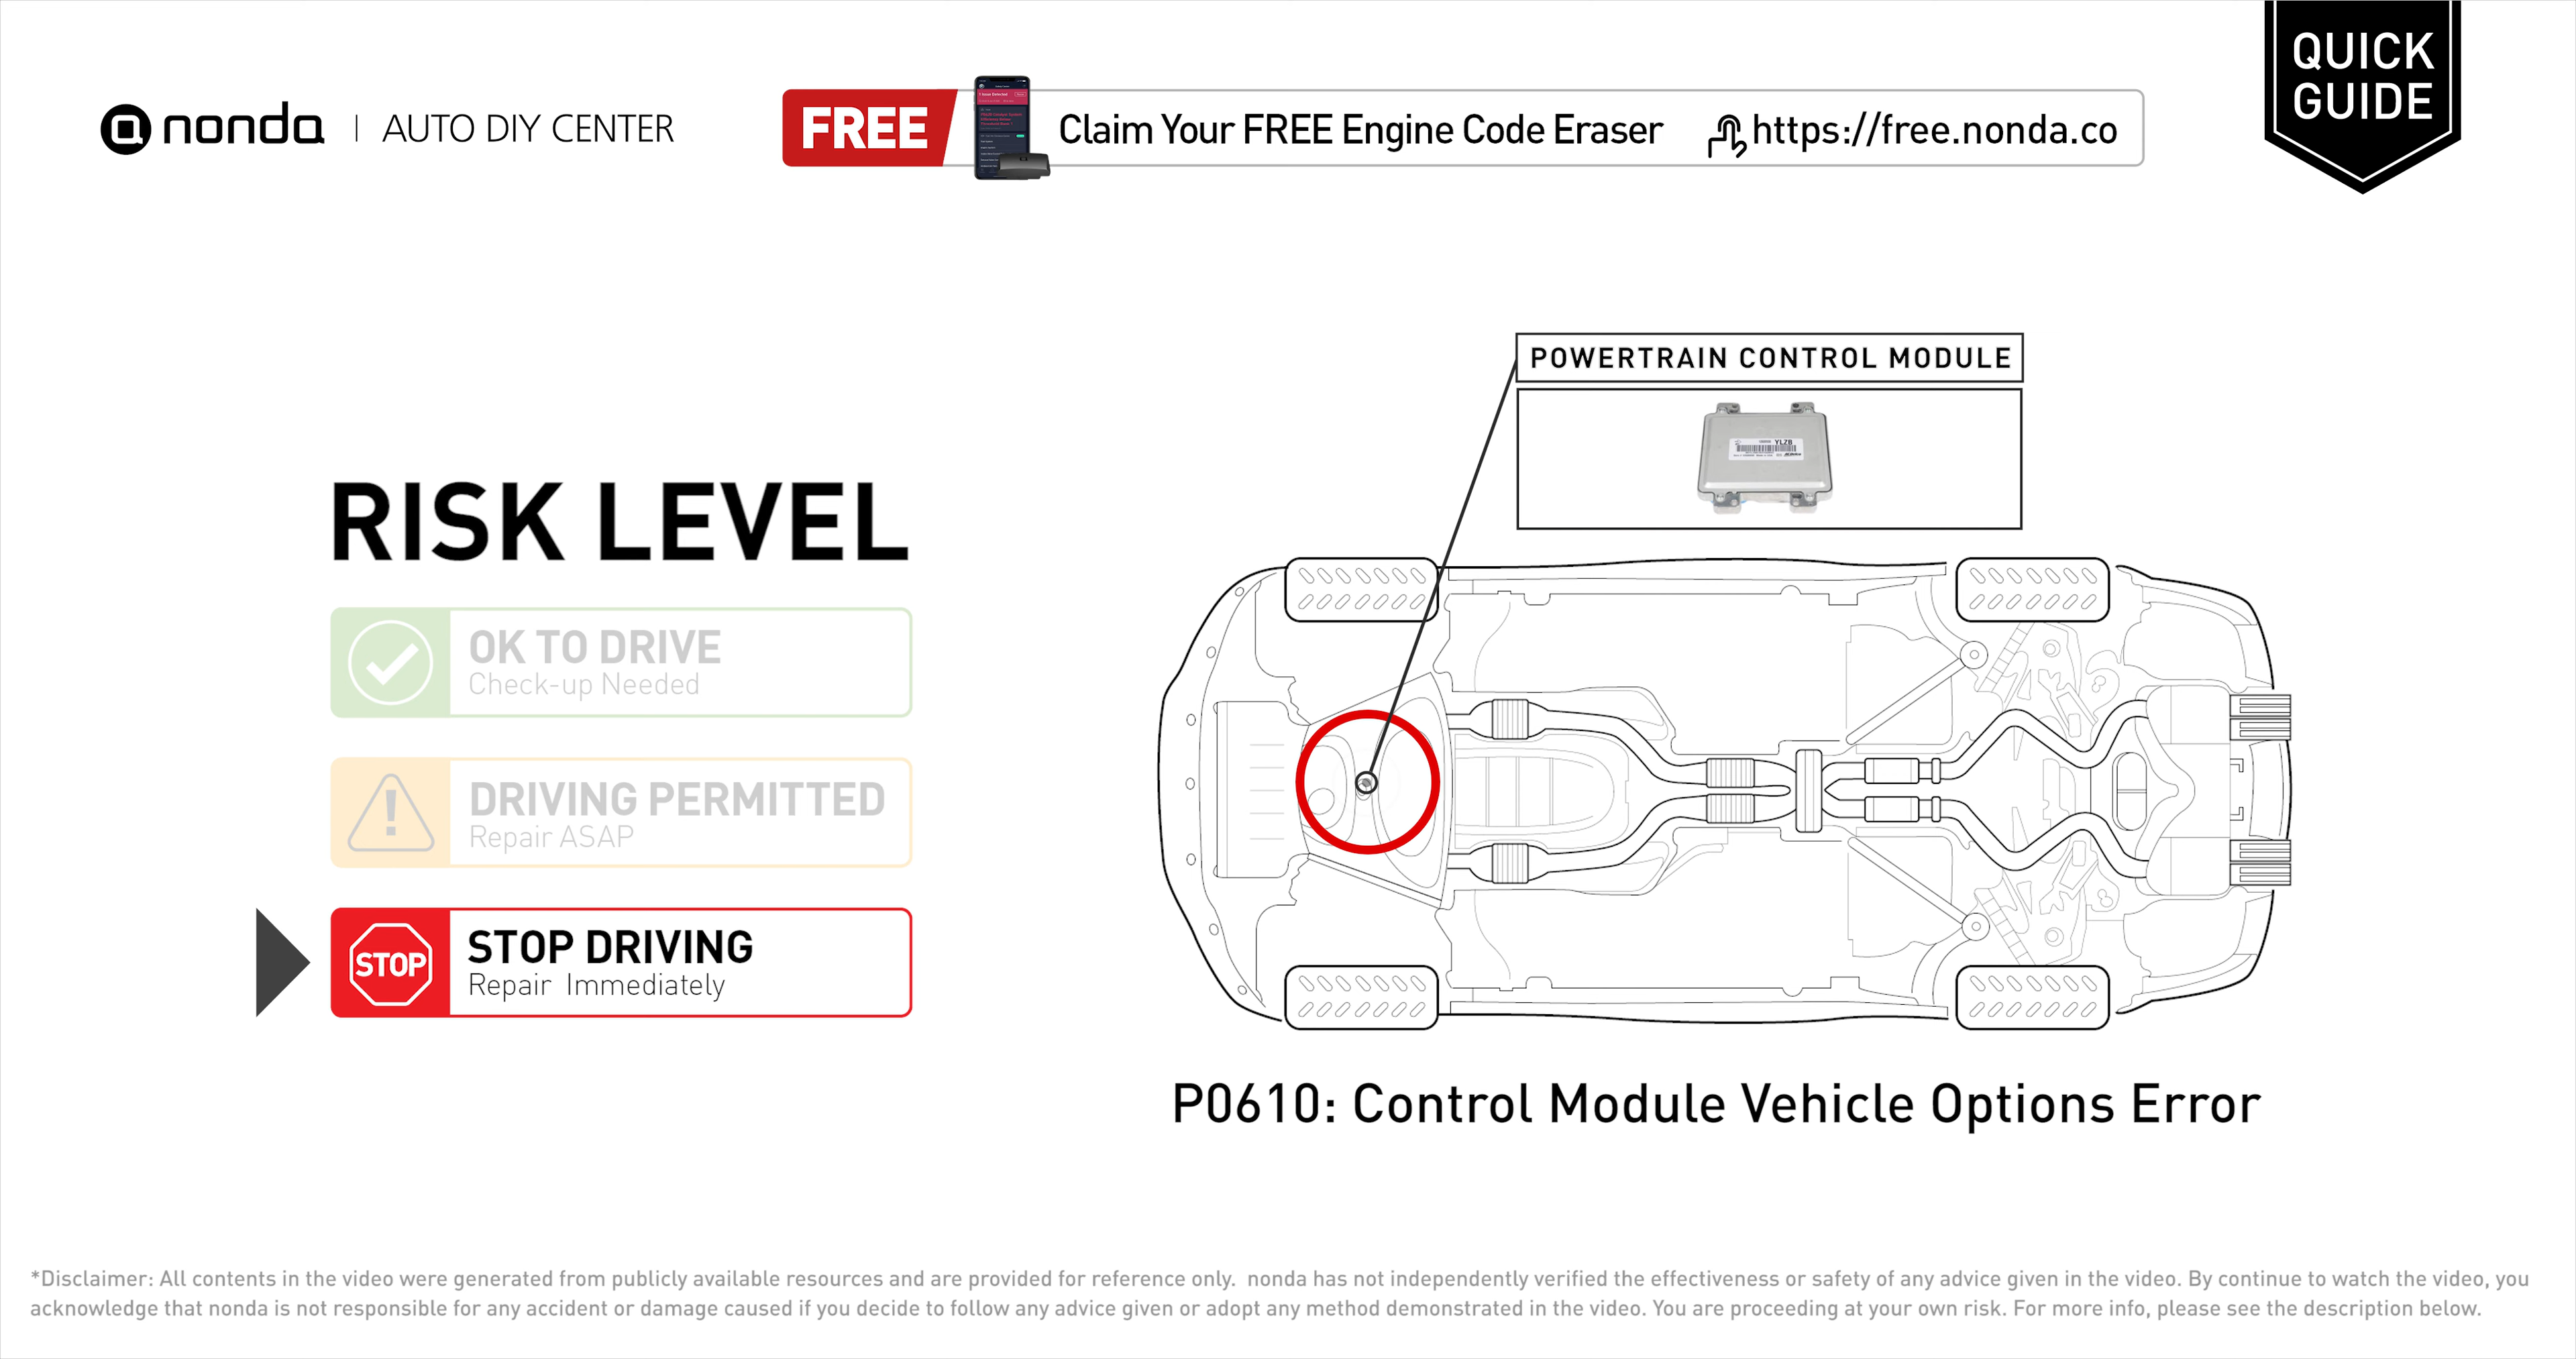 nonda | AUTO DIY CENTER
FREE
Claim Your FREE Engine Code Eraser
https://free.nonda.co
QUICK
GUIDE
POWERTRAIN CONTROL MODULE
YLZB
RISK LEVEL
OK TO DRIVE
Check-up Needed
DRIVING PERMITTED
Repair ASAP
STOP
STOP DRIVING
Repair Immediately
P0610: Control Module Vehicle Options Error
*Disclaimer: All contents in the video were generated from publicly available resources and are provided for reference only. nonda has not independently verified the effectiveness or safety of any advice given in the video. By continue to watch the video, you
acknowledge that nonda is not responsible for any accident or damage caused if you decide to follow any advice given or adopt any method demonstrated in the video. You are proceeding at your own risk. For more info, please see the description below.